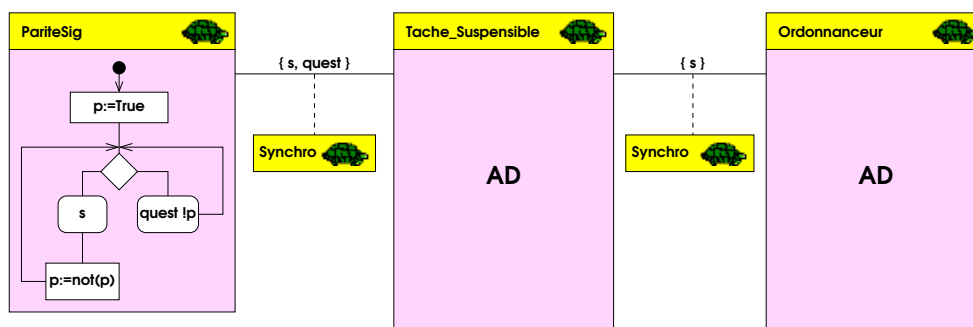 PariteSig
Tache_Suspensible
Ordonnanceur
{ s, quest }
{ s }
p:=True
Synchro
Synchro
AD
AD
s
quest !p
p:=not(p)